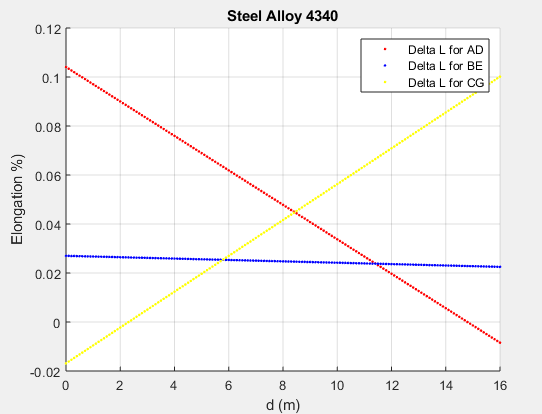 Steel Alloy 4340
0.12
0.1
0.08
0.06
0.04
0.02
0
-0.02
Elongation %)
Delta L for AD
Delta L for BE
Delta L for CG
0 2 4 6 8 10 12 14 16
d (m)